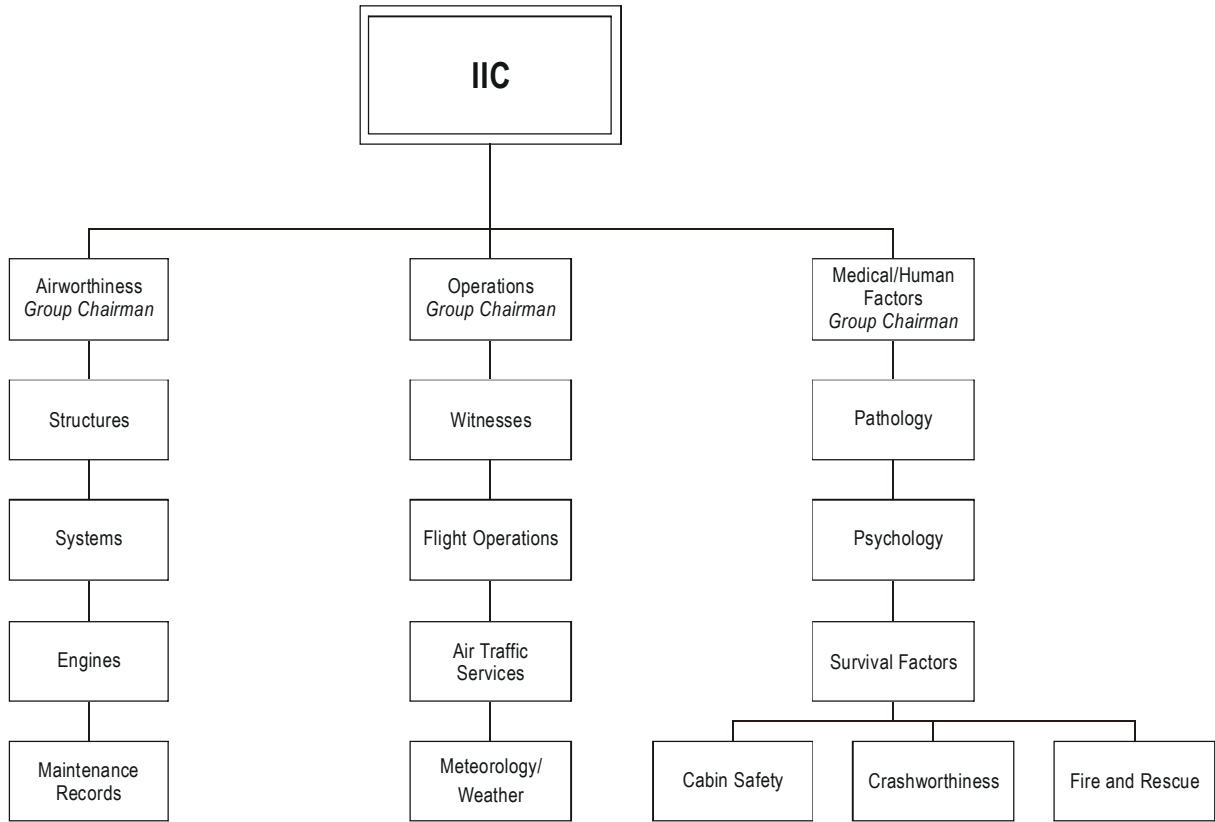 IIC
Airworthiness
Group Chairman
Operations
Group Chairman
Medical/Human
Factors
Group Chairman
Structures
Witnesses
Pathology
Systems
Flight Operations
Psychology
Engines
Air Traffic
Services
Survival Factors
Maintenance
Records
Meteorology/
Weather
Cabin Safety
Crashworthiness
Fire and Rescue